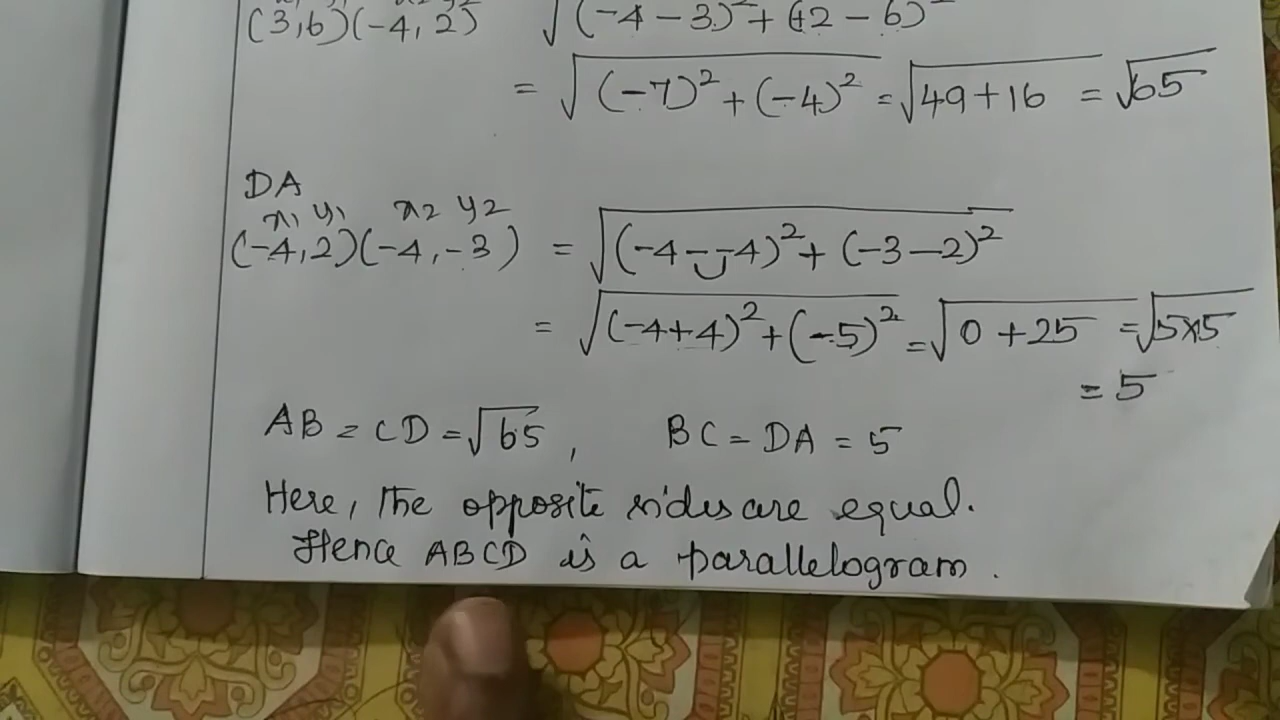 (3,6)(-4,2) √(-4-3)² + (+2-6)²
= √(-7)² + (-4)² = √49+16 = √65
DA
x₁ y₁ x₂ y₂
(-4,2)(-4,-3) = √(-4--4)² + (-3-2)²
= √(-4+4)² + (-5)² = √0+25 = √5×5
= 5
AB = CD = √65 , BC = DA = 5
Here, the opposite sides are equal.
Hence ABCD is a parallelogram.